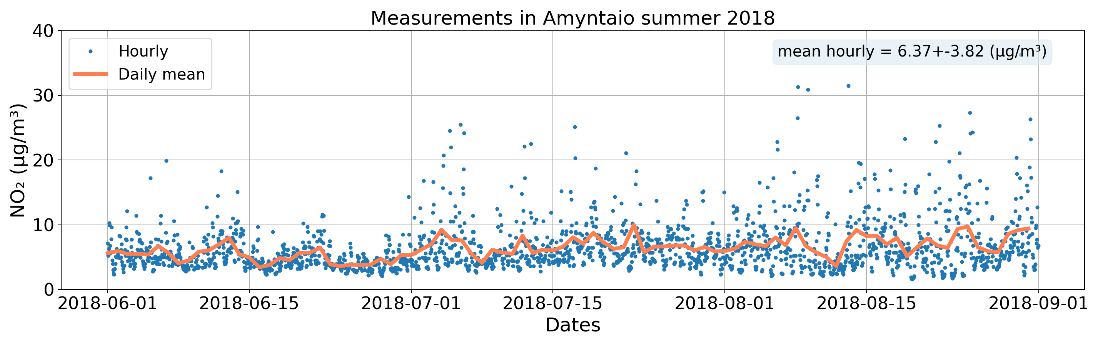 Measurements in Amyntaio summer 2018
Hourly
Daily mean
mean hourly = 6.37+-3.82 (μg/m³)
NO₂ (μg/m³)
40
30
20
10
0
2018-06-01 2018-06-15 2018-07-01 2018-07-15 2018-08-01 2018-08-15 2018-09-01
Dates